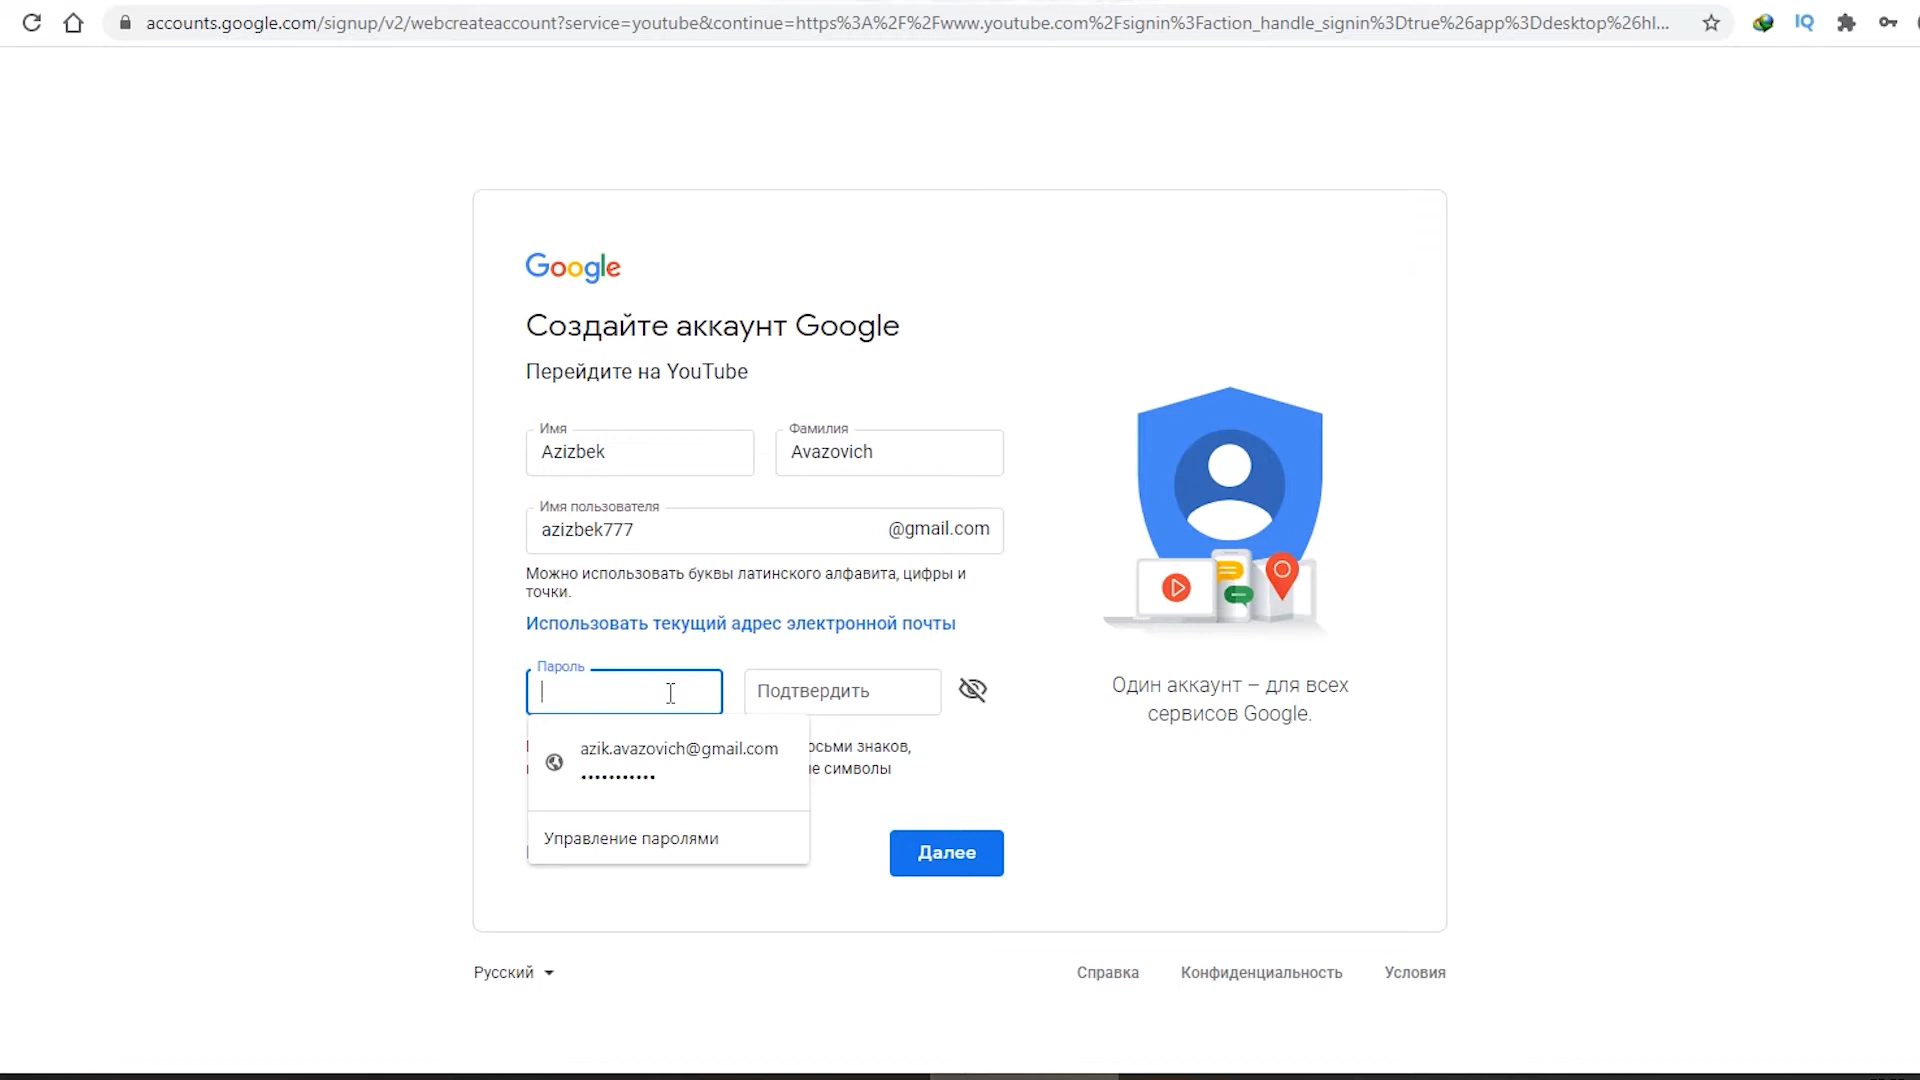 accounts.google.com/signup/v2/webcreateaccount?service=youtube&continue=https%3A%2F%2Fwww.youtube.com%2Fsignin%3Faction_handle_signin%3Dtrue%26app%3Ddesktop%26hl...
IQ
Google
Создайте аккаунт Google
Перейдите на YouTube
Имя
Фамилия
Azizbek
Avazovich
Имя пользователя
azizbek777
@gmail.com
Можно использовать буквы латинского алфавита, цифры и
точки.
Использовать текущий адрес электронной почты
Пароль
Подтвердить
azik.avazovich@gmail.com
•••••••••••
знаков,
символы
Управление паролями
Далее
Один аккаунт – для всех
сервисов Google.
Русский
Справка
Конфиденциальность
Условия